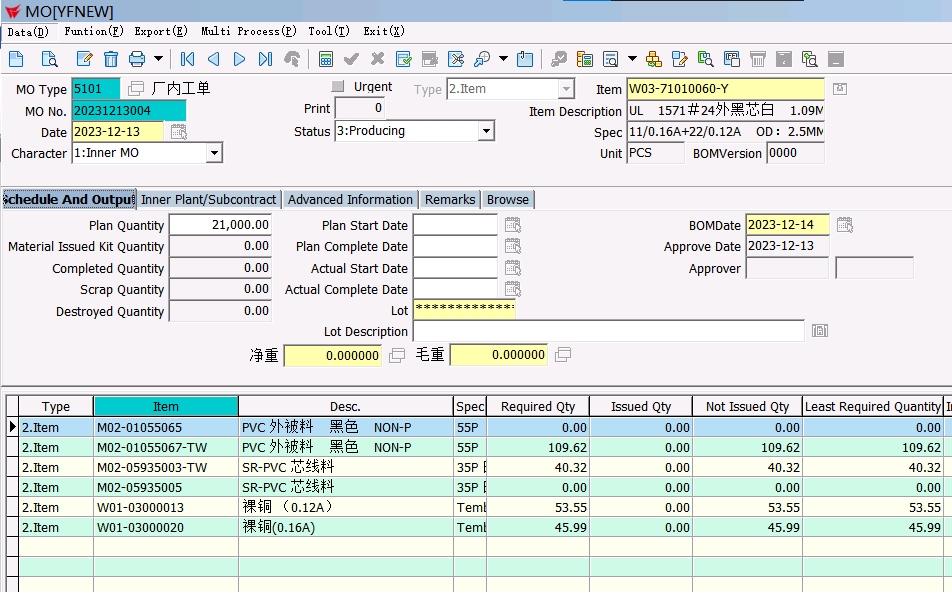 MO[YFNEW]
Data(D) Funtion(F) Export(E) Multi Process(P) Tool(T) Exit(X)
MO Type 5101 厂内工单 Urgent Type 2.Item Item W03-71010060-Y
MO No. 20231213004 Print 0 Item Description UL 1571#24外黑芯白 1.09M
Date 2023-12-13 Status 3:Producing Spec 11/0.16A+22/0.12A OD：2.5MM
Character 1:Inner MO Unit PCS BOMVersion 0000
Schedule And Output Inner Plant/Subcontract Advanced Information Remarks Browse
Plan Quantity 21,000.00 Plan Start Date BOMDate 2023-12-14
Material Issued Kit Quantity 0.00 Plan Complete Date Approve Date 2023-12-13
Completed Quantity 0.00 Actual Start Date Approver
Scrap Quantity 0.00 Actual Complete Date
Destroyed Quantity 0.00 Lot ************
Lot Description
净重 0.000000 毛重 0.000000
Type Item Desc. Spec Required Qty Issued Qty Not Issued Qty Least Required Quantity
2.Item M02-01055065 PVC 外被料 黑色 NON-P 55P 0.00 0.00 0.00 0.00
2.Item M02-01055067-TW PVC 外被料 黑色 NON-P 55P 109.62 0.00 109.62 109.62
2.Item M02-05935003-TW SR-PVC 芯线料 35P 40.32 0.00 40.32 40.32
2.Item M02-05935005 SR-PVC 芯线料 35P 0.00 0.00 0.00 0.00
2.Item W01-03000013 裸铜（0.12A） Temb 53.55 0.00 53.55 53.55
2.Item W01-03000020 裸铜(0.16A) Temb 45.99 0.00 45.99 45.99